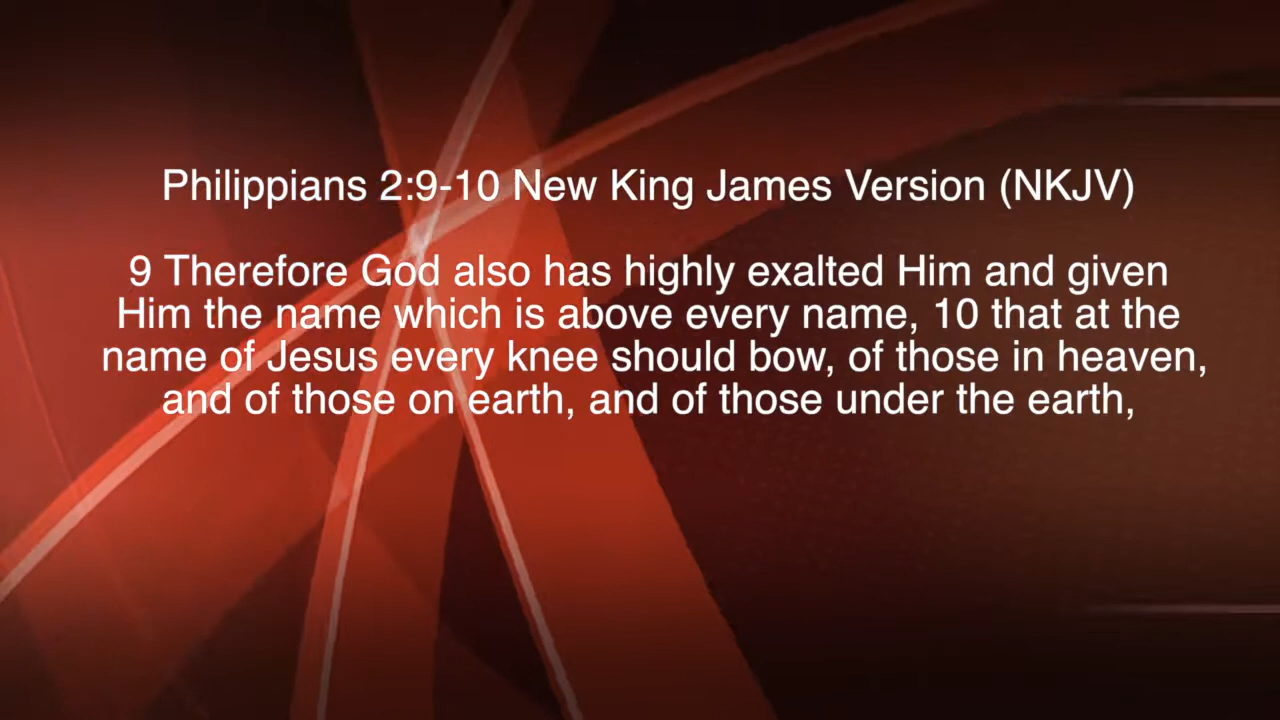 Philippians 2:9-10 New King James Version (NKJV)
9 Therefore God also has highly exalted Him and given
Him the name which is above every name, 10 that at the
name of Jesus every knee should bow, of those in heaven,
and of those on earth, and of those under the earth,